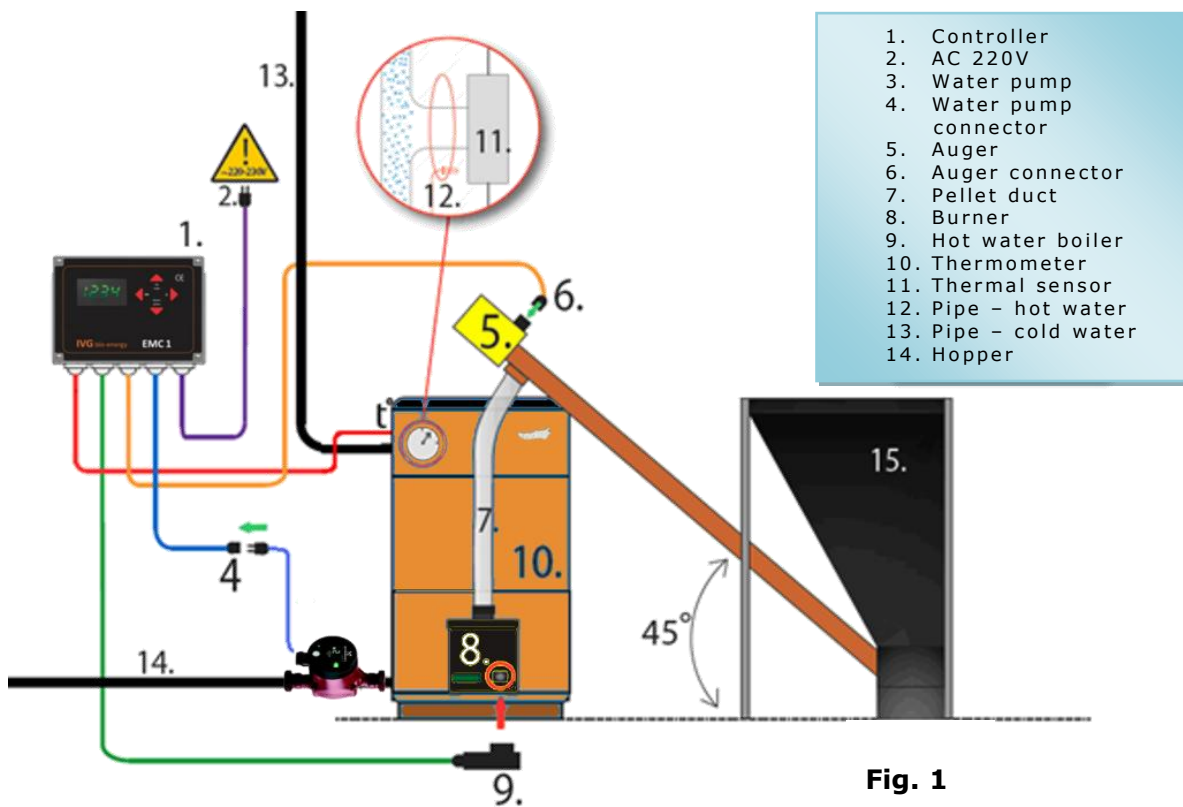 1. Controller
2. AC 220V
3. Water pump
4. Water pump
connector
5. Auger
6. Auger connector
7. Pellet duct
8. Burner
9. Hot water boiler
10. Thermometer
11. Thermal sensor
12. Pipe – hot water
13. Pipe – cold water
14. Hopper
13.
11.
12.
!
~220-230V
2.
1.
1234
CE
IVG bio energy EMC 1
6.
5.
t°
15.
7.
10.
4
45°
8.
14.
9.
Fig. 1